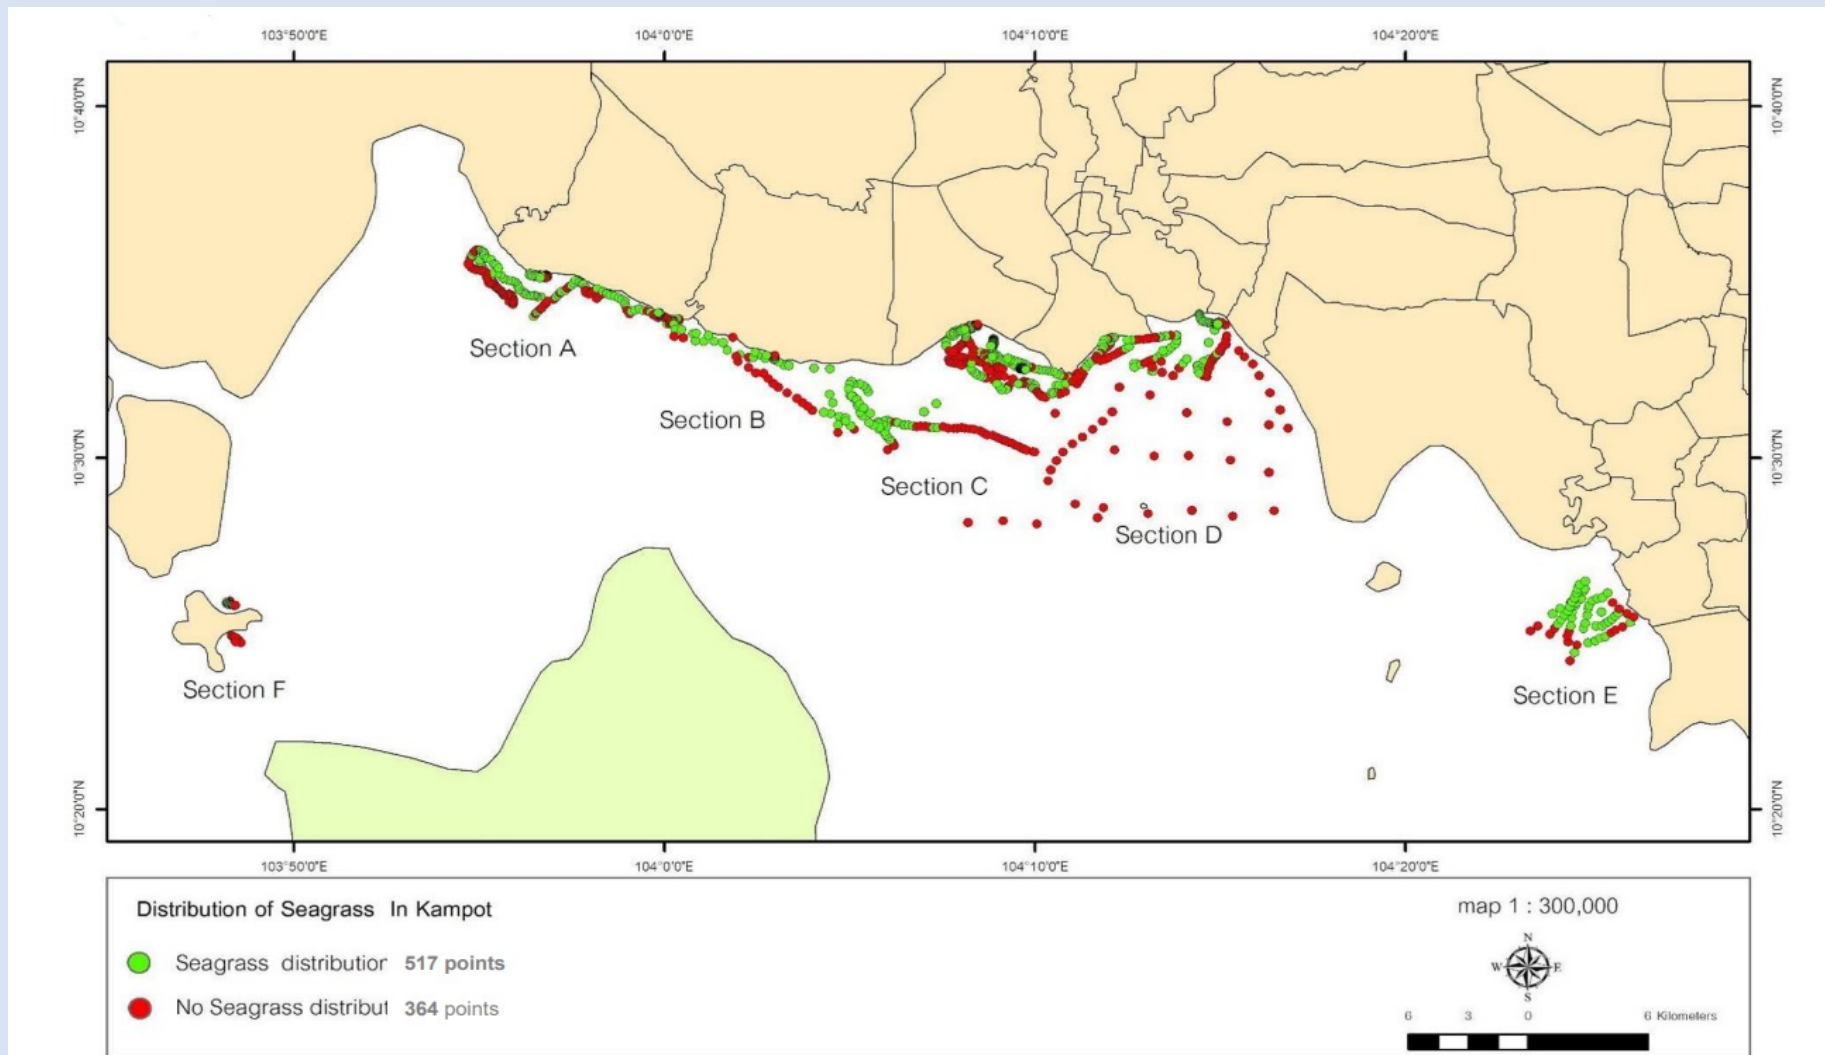 103°50'0"E 104°0'0"E 104°10'0"E 104°20'0"E
10°40'0"N 10°40'0"N
Section A
Section B
10°30'0"N 10°30'0"N
Section C
Section D
Section F
Section E
10°20'0"N 10°20'0"N
103°50'0"E 104°0'0"E 104°10'0"E 104°20'0"E
Distribution of Seagrass In Kampot
Seagrass distribution 517 points
No Seagrass distribut 364 points
map 1 : 300,000
N
W E
S
6 3 0 6 Kilometers